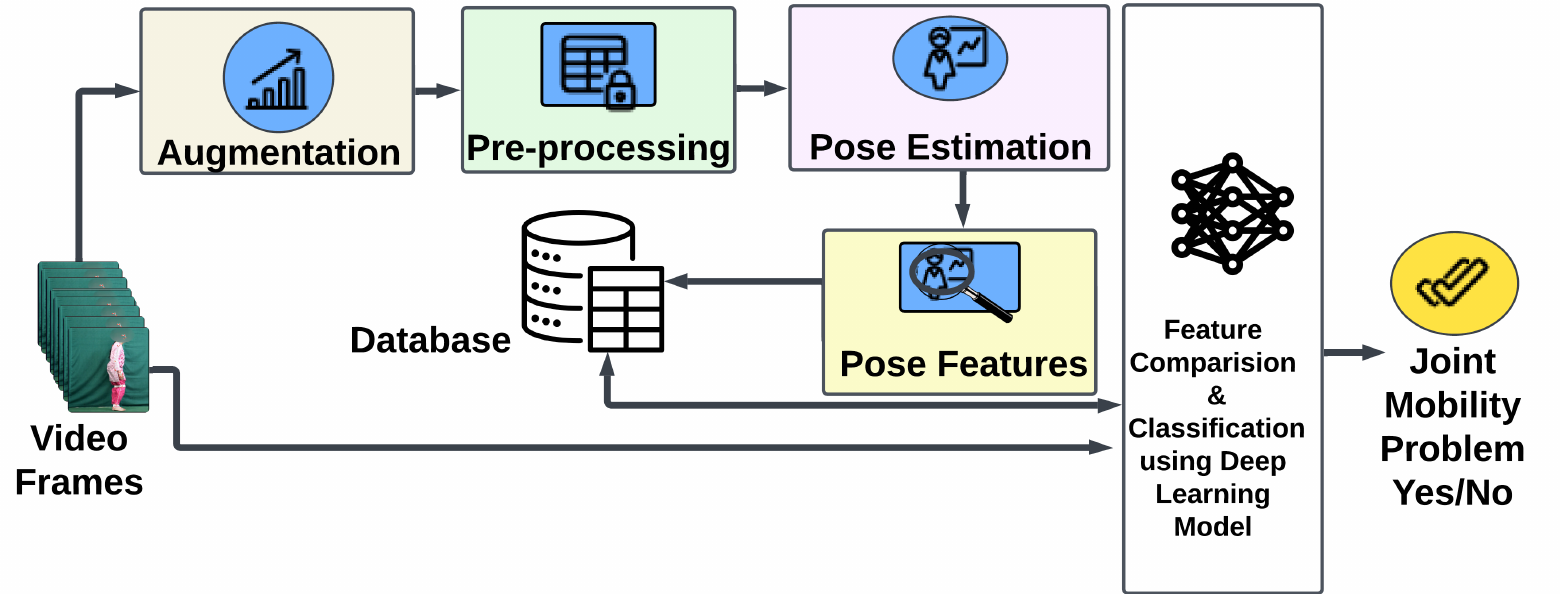 Augmentation
Pre-processing
Pose Estimation
Database
Pose Features
Video
Frames
Feature
Comparision
&
Classification
using Deep
Learning
Model
Joint
Mobility
Problem
Yes/No